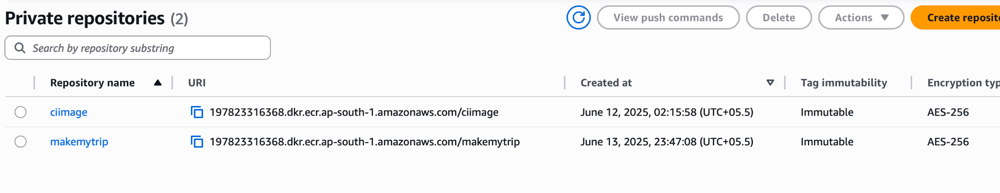 Private repositories (2)
View push commands
Delete
Actions
Create reposit
Search by repository substring
Repository name
URI
Created at
Tag immutability
Encryption typ
ciimage
197823316368.dkr.ecr.ap-south-1.amazonaws.com/ciimage
June 12, 2025, 02:15:58 (UTC+05.5)
Immutable
AES-256
makemytrip
197823316368.dkr.ecr.ap-south-1.amazonaws.com/makemytrip
June 13, 2025, 23:47:08 (UTC+05.5)
Immutable
AES-256